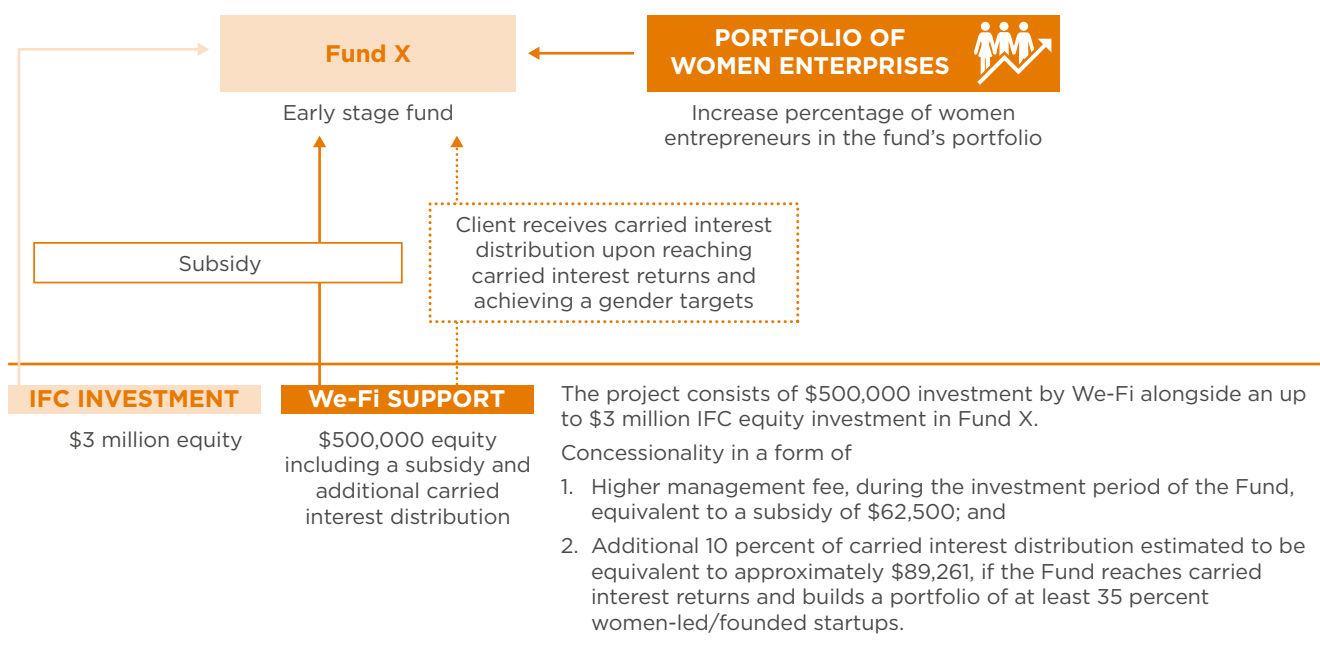 Fund X
PORTFOLIO OF
WOMEN ENTERPRISES
Early stage fund
Increase percentage of women
entrepreneurs in the fund's portfolio
Client receives carried interest
distribution upon reaching
carried interest returns and
achieving a gender targets
Subsidy
IFC INVESTMENT
$3 million equity
We-Fi SUPPORT
$500,000 equity
including a subsidy and
additional carried
interest distribution
The project consists of $500,000 investment by We-Fi alongside an up
to $3 million IFC equity investment in Fund X.
Concessionality in a form of
1. Higher management fee, during the investment period of the Fund,
equivalent to a subsidy of $62,500; and
2. Additional 10 percent of carried interest distribution estimated to be
equivalent to approximately $89,261, if the Fund reaches carried
interest returns and builds a portfolio of at least 35 percent
women-led/founded startups.